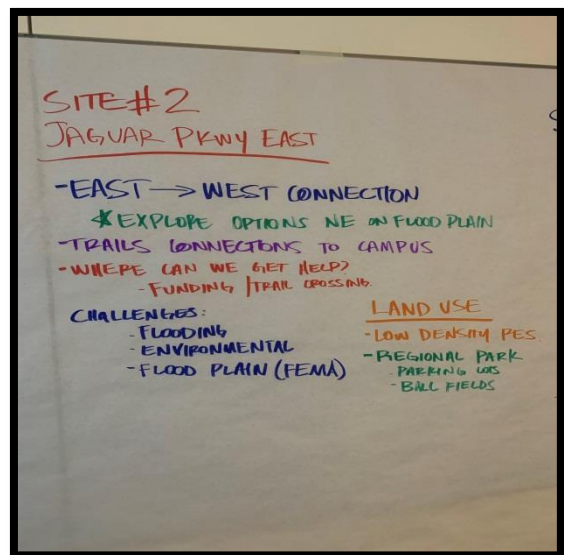 SITE #2
JAGUAR PKWY EAST
- EAST → WEST CONNECTION
* EXPLORE OPTIONS NE ON FLOOD PLAIN
- TRAILS CONNECTIONS TO CAMPUS
- WHERE CAN WE GET HELP?
- FUNDING / TRAIL CROSSING.
CHALLENGES:
- FLOODING
- ENVIRONMENTAL
- FLOOD PLAIN (FEMA)
LAND USE
- LOW DENSITY RES.
- REGIONAL PARK
- PARKING LOTS
- BALL FIELDS